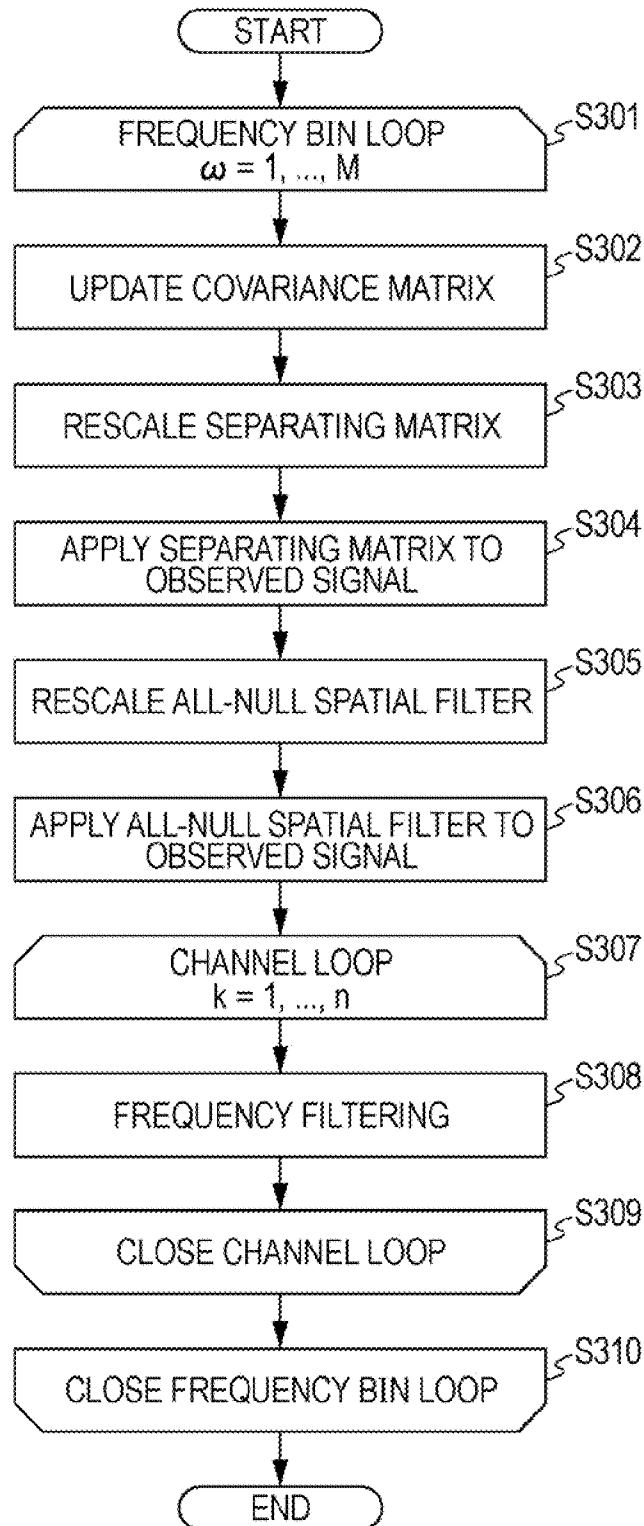 START
FREQUENCY BIN LOOP
ω = 1, ..., M
S301
UPDATE COVARIANCE MATRIX
S302
RESCALE SEPARATING MATRIX
S303
APPLY SEPARATING MATRIX TO
OBSERVED SIGNAL
S304
RESCALE ALL-NULL SPATIAL FILTER
S305
APPLY ALL-NULL SPATIAL FILTER TO
OBSERVED SIGNAL
S306
CHANNEL LOOP
k = 1, ..., n
S307
FREQUENCY FILTERING
S308
CLOSE CHANNEL LOOP
S309
CLOSE FREQUENCY BIN LOOP
S310
END